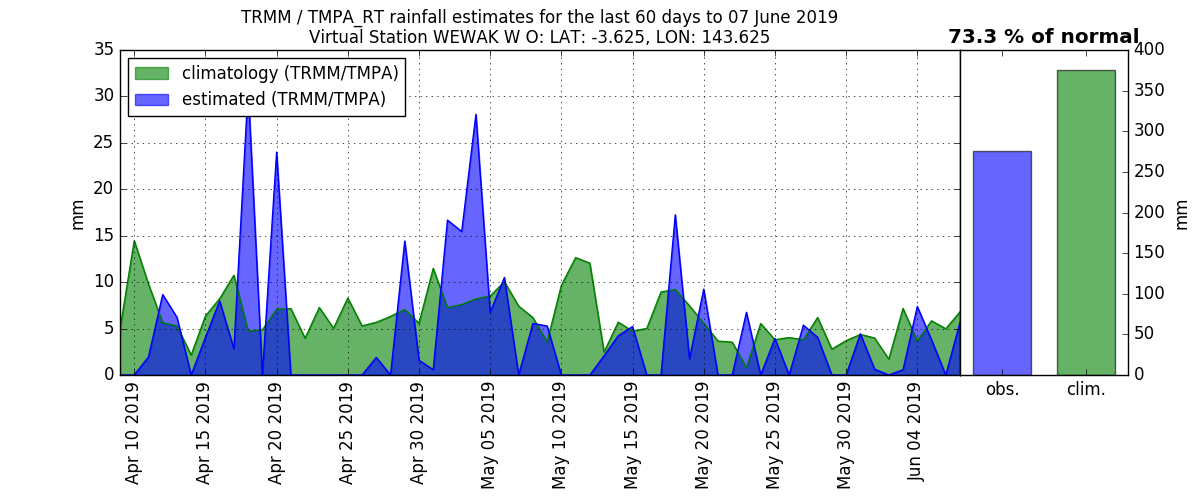 TRMM / TMPA_RT rainfall estimates for the last 60 days to 07 June 2019
Virtual Station WEWAK W O: LAT: -3.625, LON: 143.625
73.3 % of normal
climatology (TRMM/TMPA)
estimated (TRMM/TMPA)
35
30
25
20
15
10
5
0
mm
Apr 10 2019
Apr 15 2019
Apr 20 2019
Apr 25 2019
Apr 30 2019
May 05 2019
May 10 2019
May 15 2019
May 20 2019
May 25 2019
May 30 2019
Jun 04 2019
obs.
clim.
400
350
300
250
200
150
100
50
0
mm